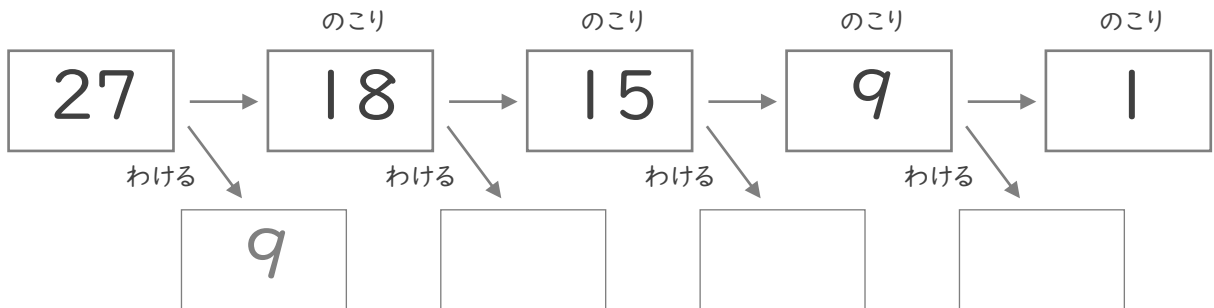 のこり のこり のこり のこり
27 18 15 9 1
わける わける わける わける
9